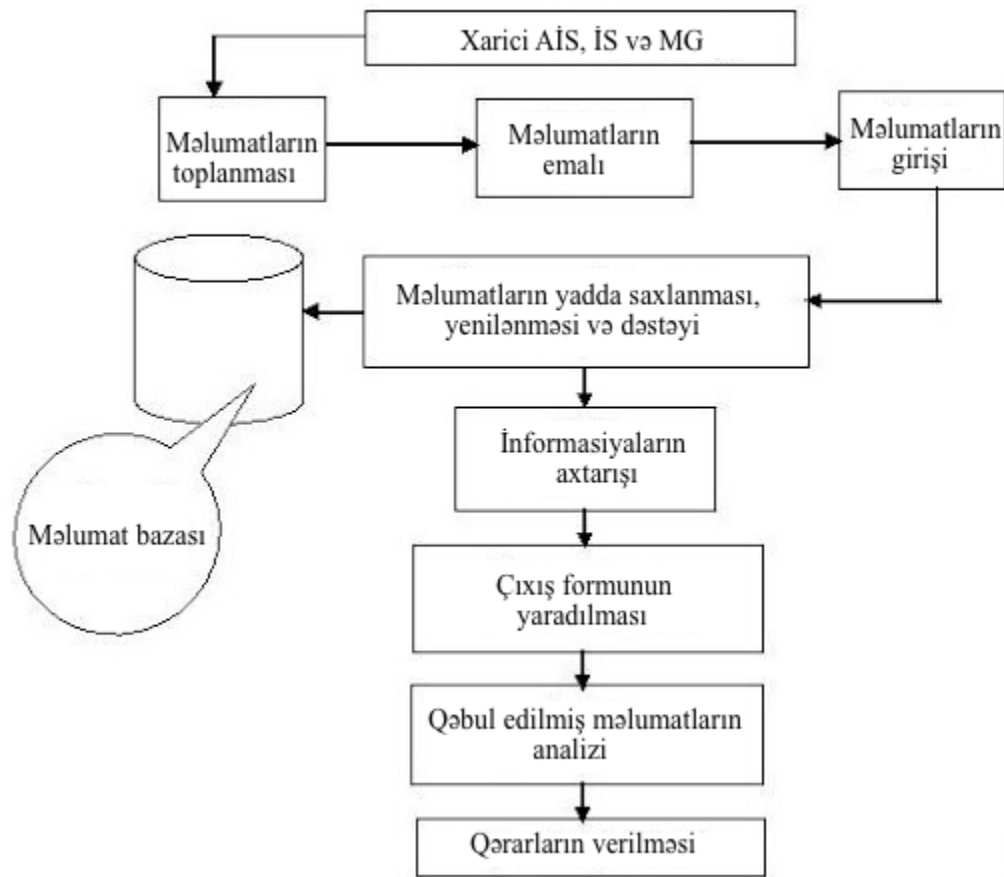 Xarici AİS, İS və MG
Məlumatların
toplanması
Məlumatların
emalı
Məlumatların
girişi
Məlumatların yadda saxlanması,
yenilənməsi və dəstəyi
Məlumat bazası
İnformasiyaların
axtarışı
Çıxış formunun
yaradılması
Qəbul edilmiş məlumatların
analizi
Qərarların verilməsi